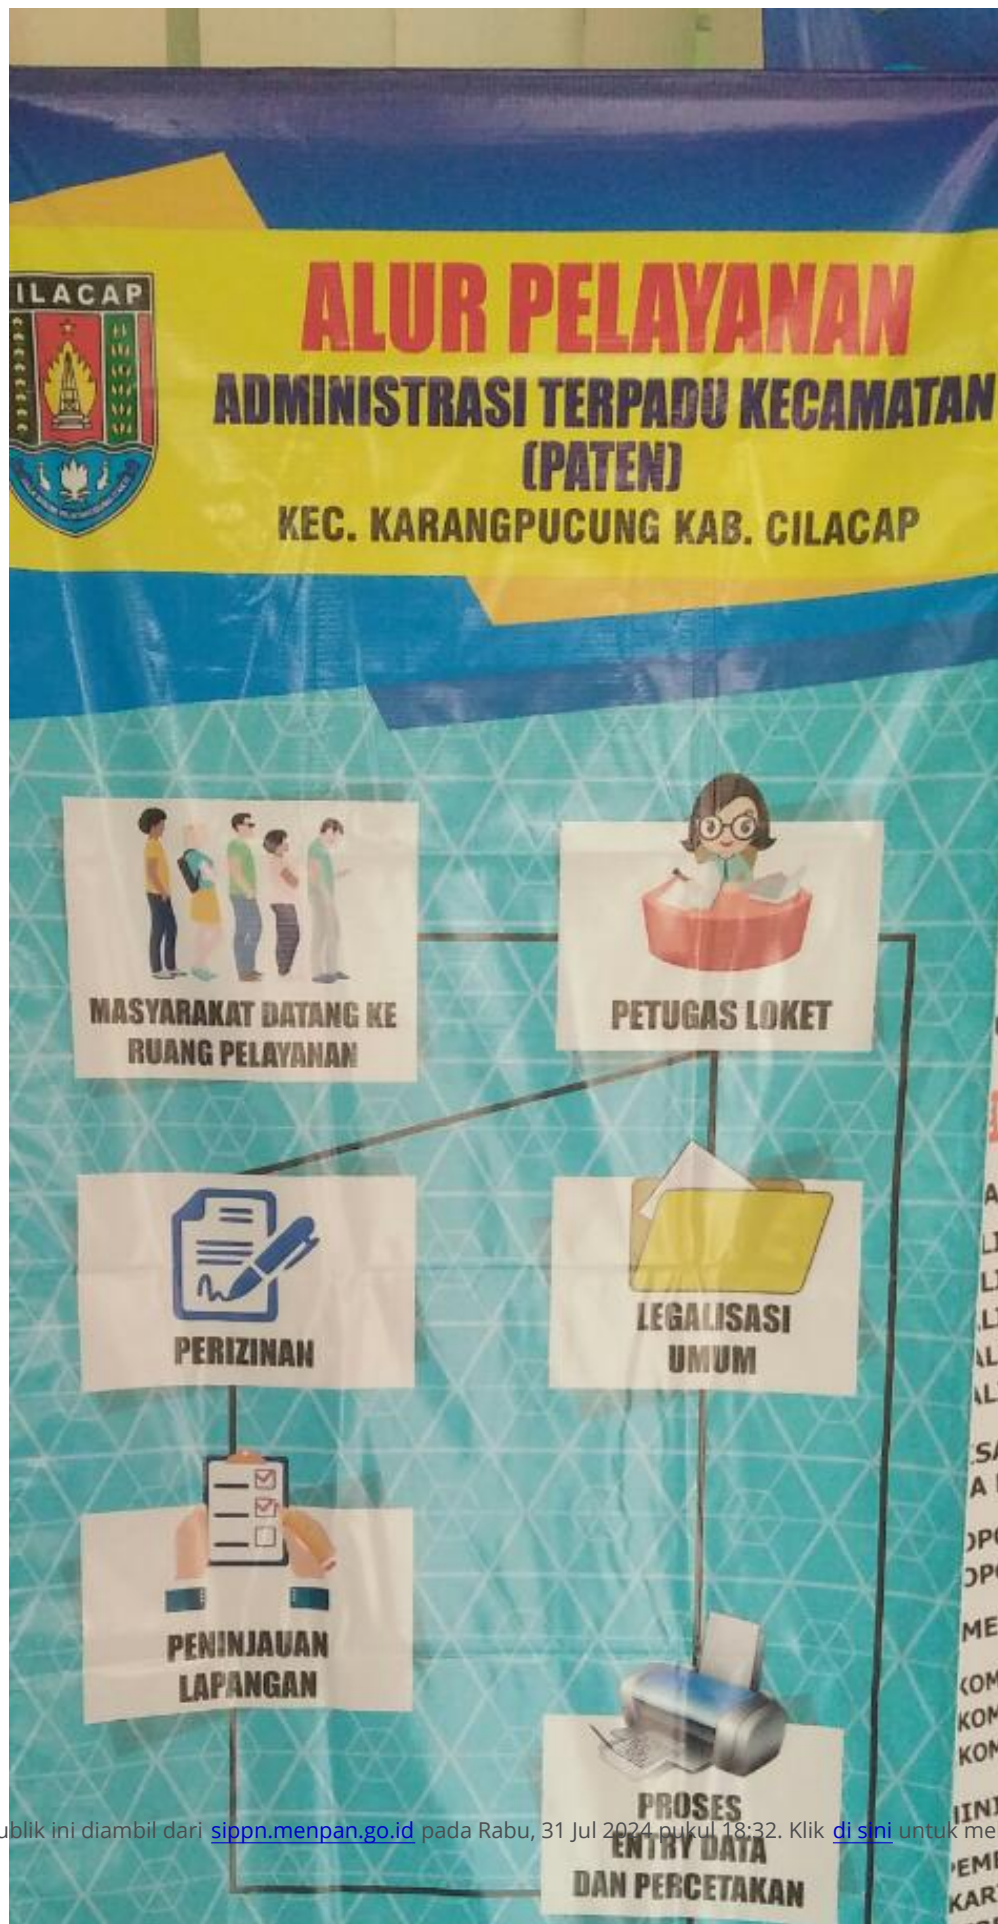 ILACAP
ALUR PELAYANAN
ADMINISTRASI TERPADU KECAMATAN
(PATEN)
KEC. KARANGPUCUNG KAB. CILACAP
MASYARAKAT DATANG KE
RUANG PELAYANAN
PETUGAS LOKET
PERIZINAN
LEGALISASI
UMUM
PENINJAUAN
LAPANGAN
PROSES
ublik ini diambil dari sippn.menpan.go.id pada Rabu, 31 Jul 2024 pukul 18:32. Klik di sini untuk me
ENTRY DATA
DAN PERCETAKAN